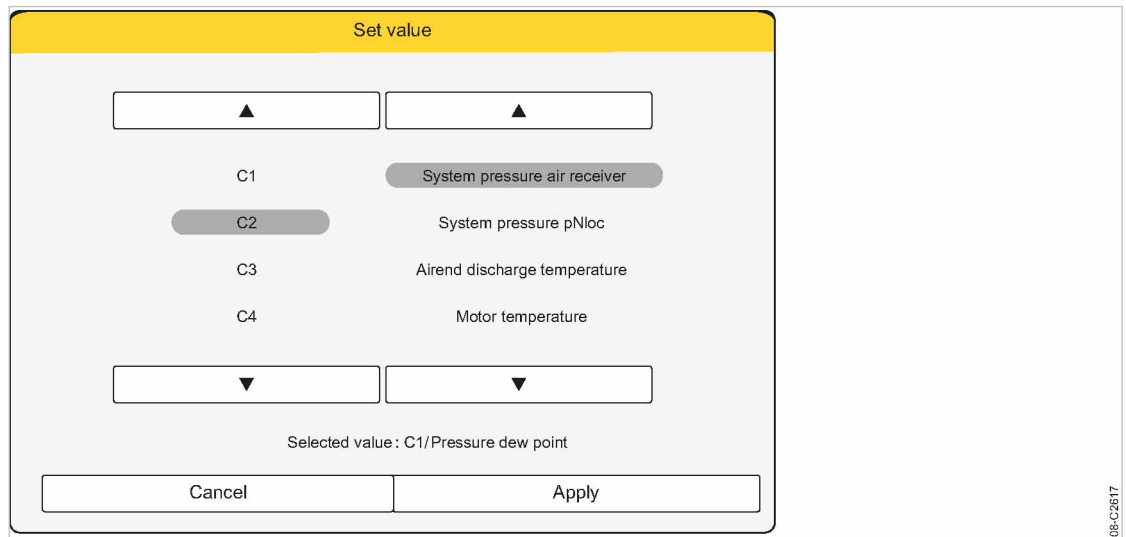 Set value
▲ ▲
C1 System pressure air receiver
C2 System pressure pNloc
C3 Airend discharge temperature
C4 Motor temperature
▼ ▼
Selected value: C1/Pressure dew point
Cancel Apply
08-C2617